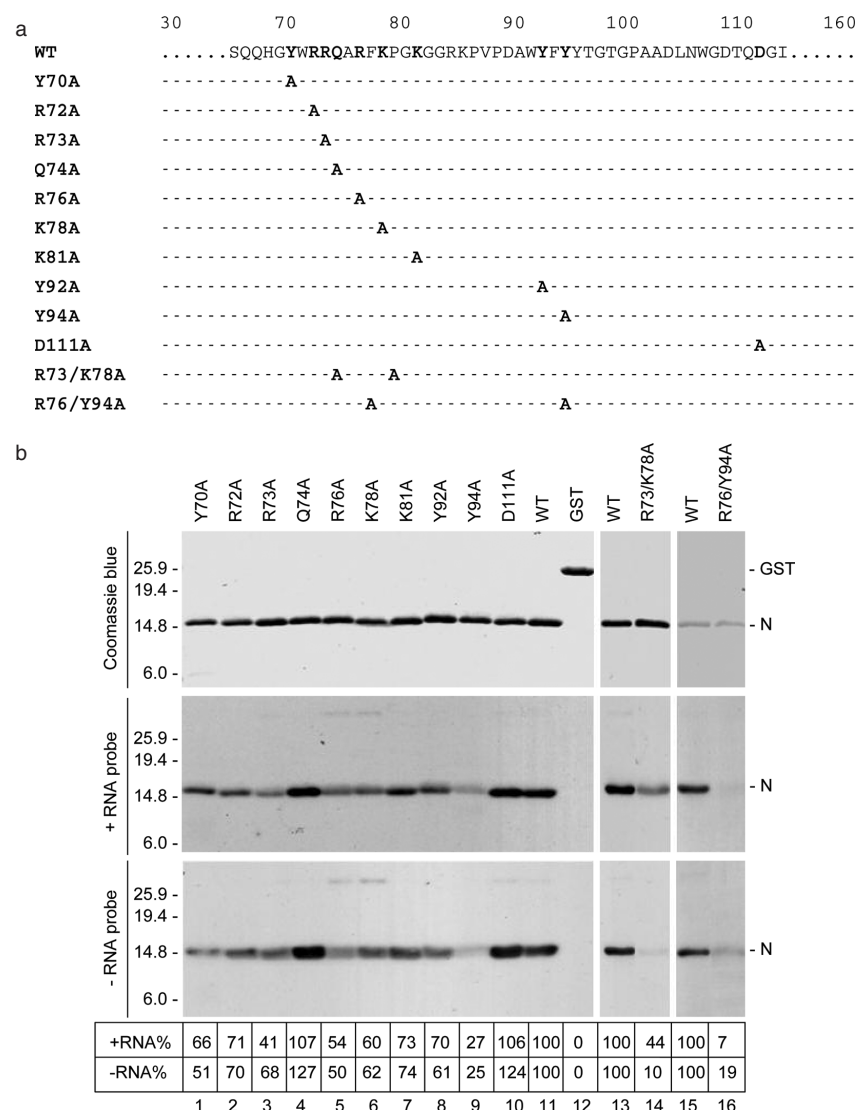 a
30 70 80 90 100 110 160
WT ......SQQHGYWRRQARFKPGKGGRKPVPDAWYFYYTGTGPAADLNWGDTQDGI......
Y70A -----------A--------------------------------------------------
R72A -------------A------------------------------------------------
R73A --------------A-----------------------------------------------
Q74A ---------------A----------------------------------------------
R76A -----------------A--------------------------------------------
K78A -------------------A------------------------------------------
K81A ----------------------A---------------------------------------
Y92A ---------------------------------A----------------------------
Y94A -----------------------------------A--------------------------
D111A ----------------------------------------------------A---------
R73/K78A ---------------A----A-----------------------------------------
R76/Y94A ------------------A----------------A--------------------------
b
Y70A R72A R73A Q74A R76A K78A K81A Y92A Y94A D111A WT GST WT R73/K78A WT R76/Y94A
Coomassie blue
25.9 - - GST
19.4 -
14.8 - - N
6.0 -
+ RNA probe
25.9 -
19.4 -
14.8 - - N
6.0 -
- RNA probe
25.9 -
19.4 -
14.8 - - N
6.0 -
+RNA% 66 71 41 107 54 60 73 70 27 106 100 0 100 44 100 7
-RNA% 51 70 68 127 50 62 74 61 25 124 100 0 100 10 100 19
1 2 3 4 5 6 7 8 9 10 11 12 13 14 15 16